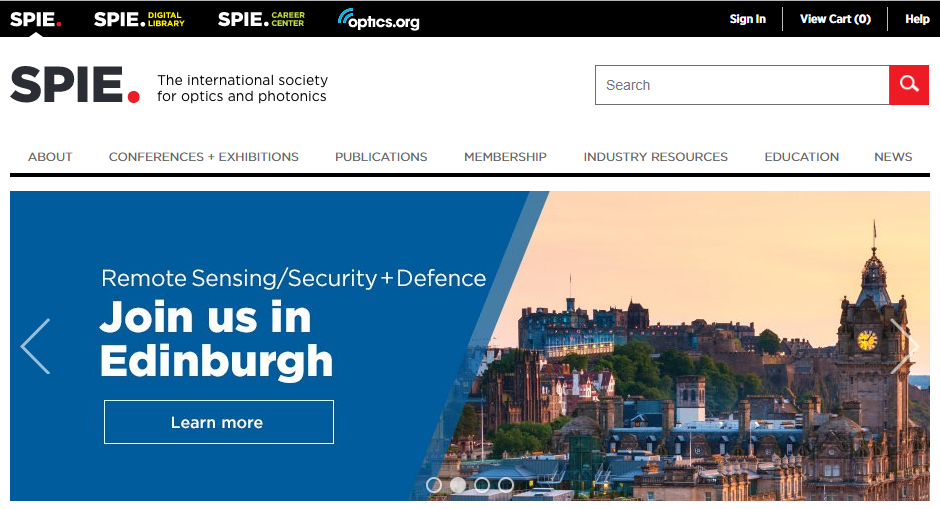 SPIE.
SPIE. DIGITAL LIBRARY
SPIE. CAREER CENTER
optics.org
Sign In
View Cart (0)
Help
SPIE.
The international society
for optics and photonics
Search
ABOUT
CONFERENCES + EXHIBITIONS
PUBLICATIONS
MEMBERSHIP
INDUSTRY RESOURCES
EDUCATION
NEWS
Remote Sensing/Security + Defence
Join us in
Edinburgh
Learn more